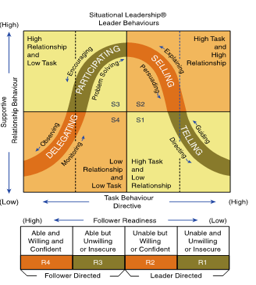 Situational Leadership®
Leader Behaviours
(High)
High
Relationship
and
Low Task
High Task
and
High
Relationship
Encouraging
PARTICIPATING
Problem Solving
Explaining
SELLING
Persuading
S3
S2
S4
S1
Supportive
Relationship Behaviour
Observing
DELEGATING
Monitoring
Guiding
TELLING
Directing
Low
Relationship
and
Low Task
High Task
and
Low
Relationship
(Low)
Task Behaviour
Directive
(High)
(High)
Follower Readiness
(Low)
Able and
Willing and
Confident
Able but
Unwilling
or Insecure
Unable but
Willing
or Confident
Unable and
Unwilling
or Insecure
R4
R3
R2
R1
Follower Directed
Leader Directed